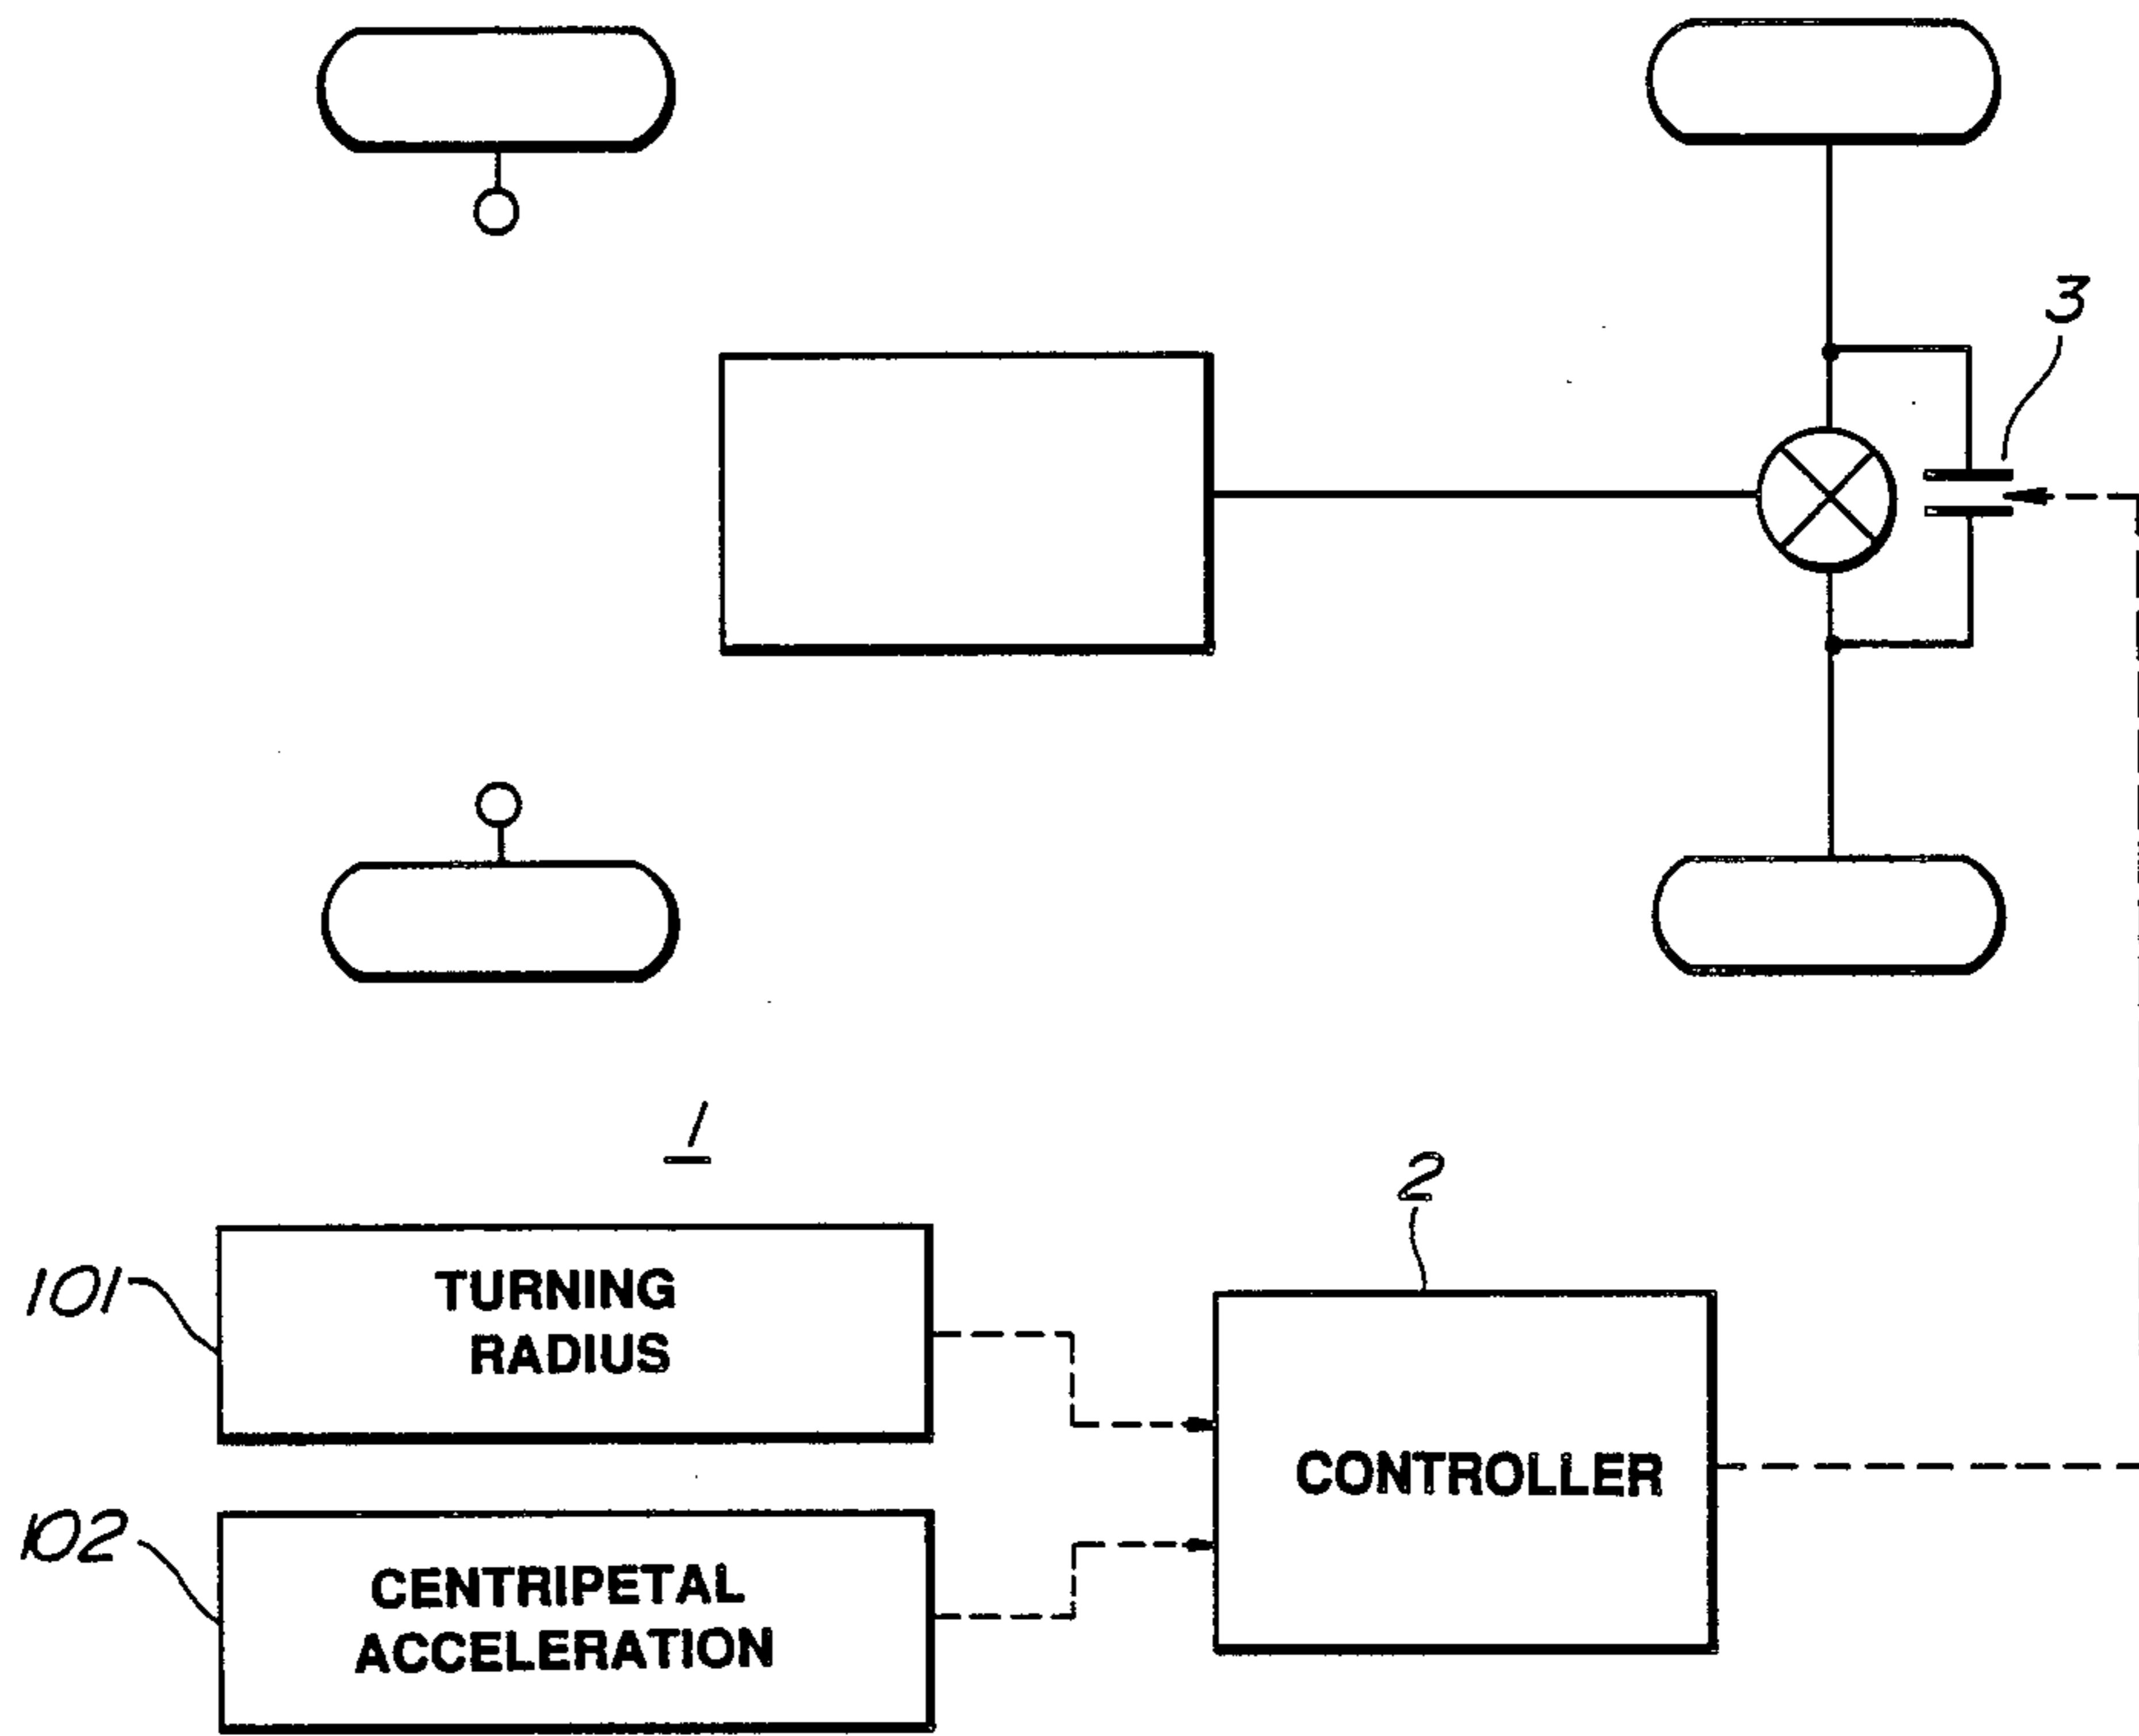 3
1
2
101
TURNING
RADIUS
CONTROLLER
102
CENTRIPETAL
ACCELERATION